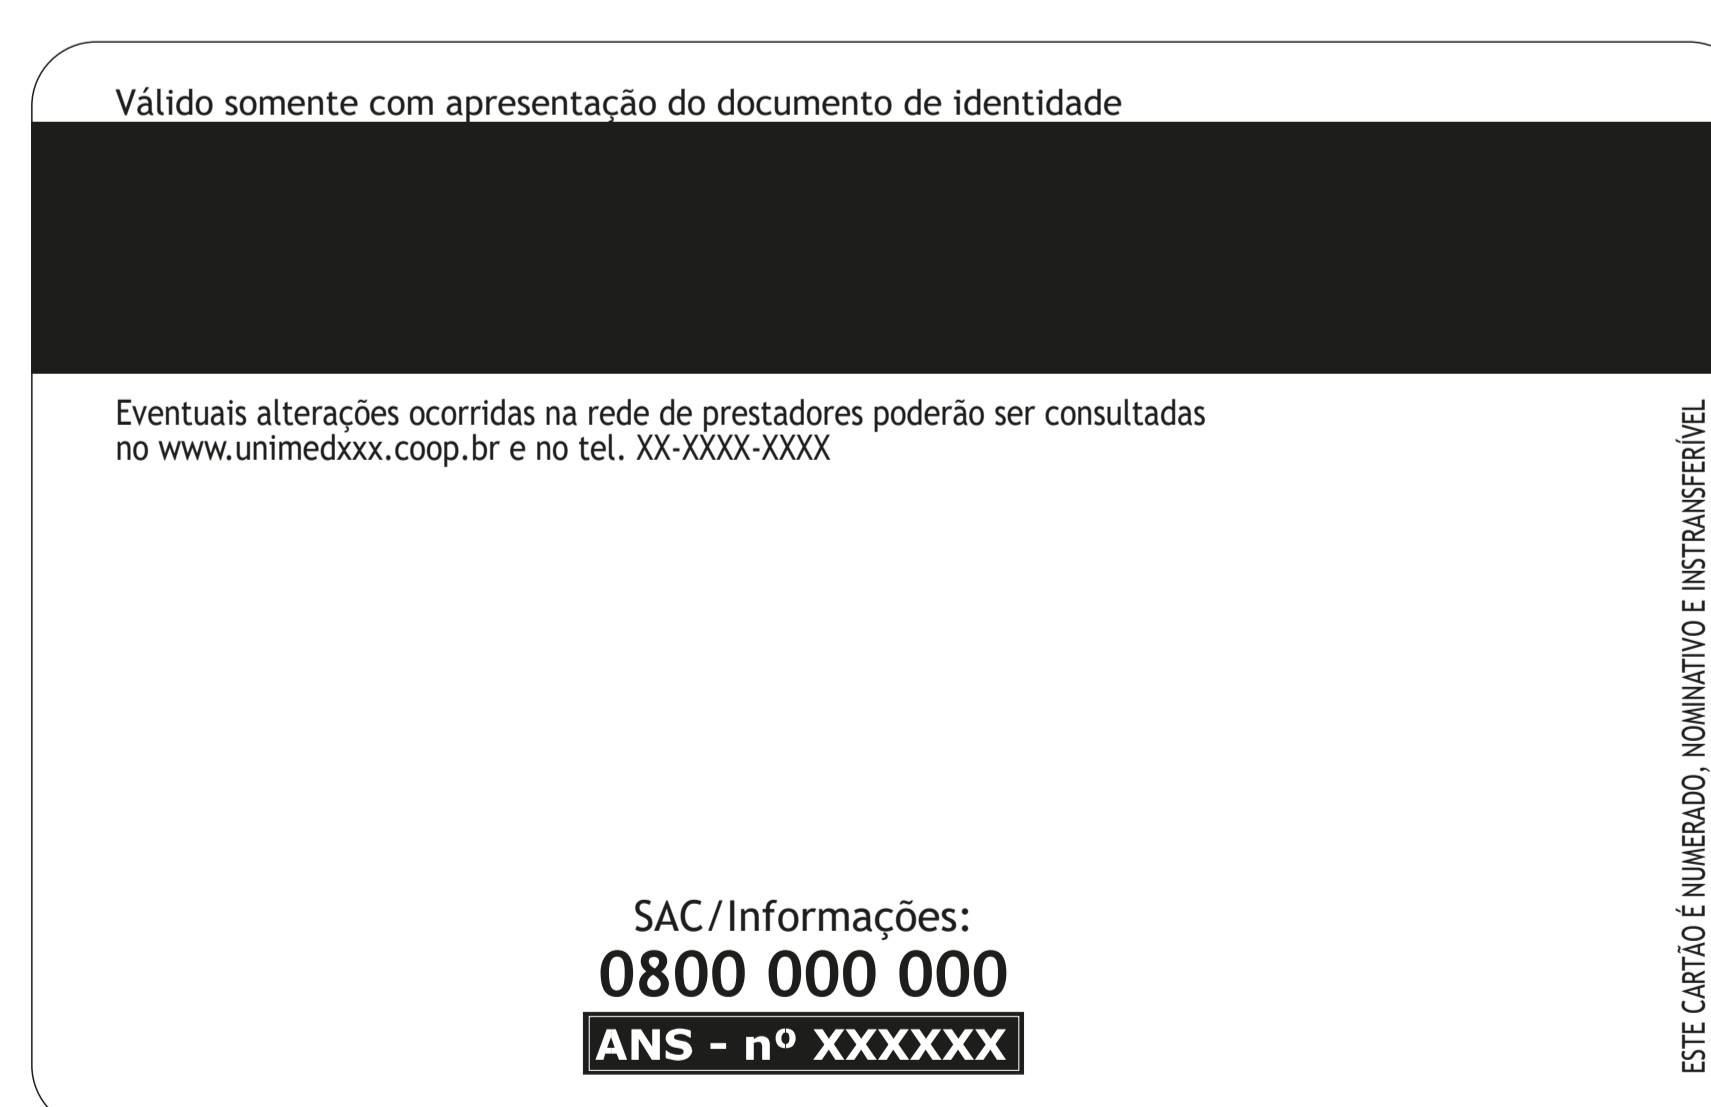 Válido somente com apresentação do documento de identidade
Eventuais alterações ocorridas na rede de prestadores poderão ser consultadas
no www.unimedxxx.coop.br e no tel. XX-XXXX-XXXX
ESTE CARTÃO É NUMERADO, NOMINATIVO E INSTRANSFERÍVEL
SAC/Informações:
0800 000 000
ANS - nº XXXXXX